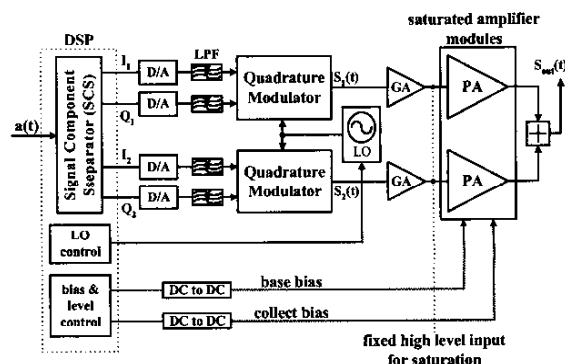 saturated amplifier
modules
DSP
Signal Component
Sseparator (SCS)
a(t)
I1
Q1
I2
Q2
D/A
D/A
D/A
D/A
LPF
Quadrature
Modulator
Quadrature
Modulator
S1(t)
S2(t)
LO
GA
GA
PA
PA
Sout(t)
LO
control
bias &
level
control
DC to DC
DC to DC
base bias
collect bias
fixed high level input
for saturation